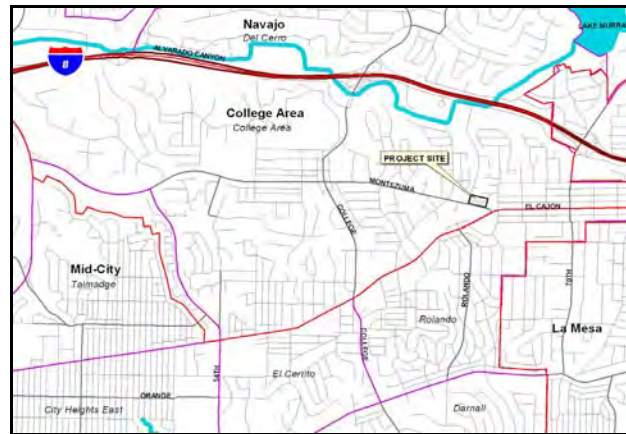 Navajo
Del Cerro
LAKE MURRA
ALVARADO CANYON
8
College Area
College Area
PROJECT SITE
MONTEZUMA
EL CAJON
COLLEGE
70TH
Mid-City
Talmadge
ROLANDO
Rolando
La Mesa
COLLEGE
54TH
El Cerrito
ORANGE
City Heights East
Darnall